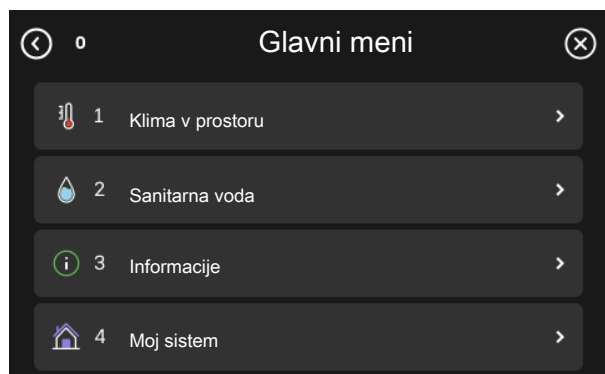 0 Glavni meni
1 Klima v prostoru
2 Sanitarna voda
3 Informacije
4 Moj sistem